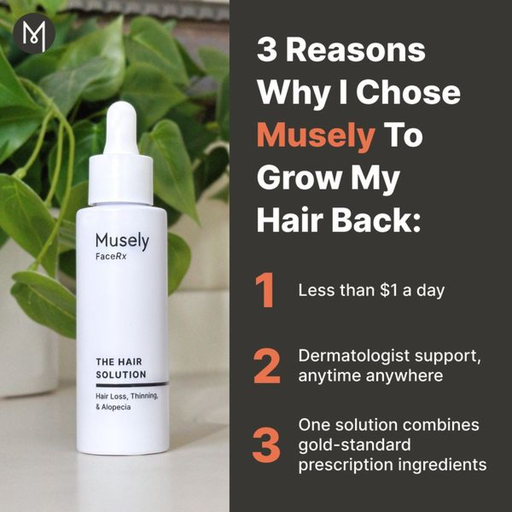 M
3 Reasons
Why I Chose
Musely To
Grow My
Hair Back:
Musely
FaceRx
THE HAIR
SOLUTION
Hair Loss, Thinning,
& Alopecia
1 Less than $1 a day
2 Dermatologist support,
anytime anywhere
3 One solution combines
gold-standard
prescription ingredients